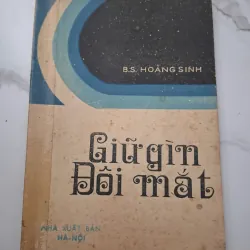 B.S. HOÀNG SINH
Giữ gìn
Đôi mắt
NHÀ XUẤT BẢN
HÀ-NỘI